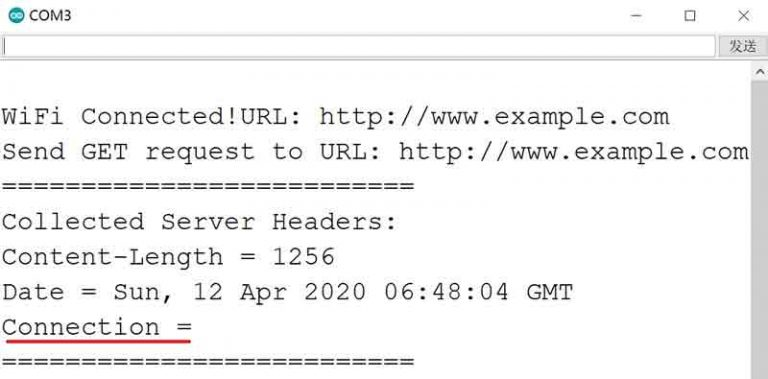 COM3
发送
WiFi Connected!URL: http://www.example.com
Send GET request to URL: http://www.example.com
==========================
Collected Server Headers:
Content-Length = 1256
Date = Sun, 12 Apr 2020 06:48:04 GMT
Connection =
==========================